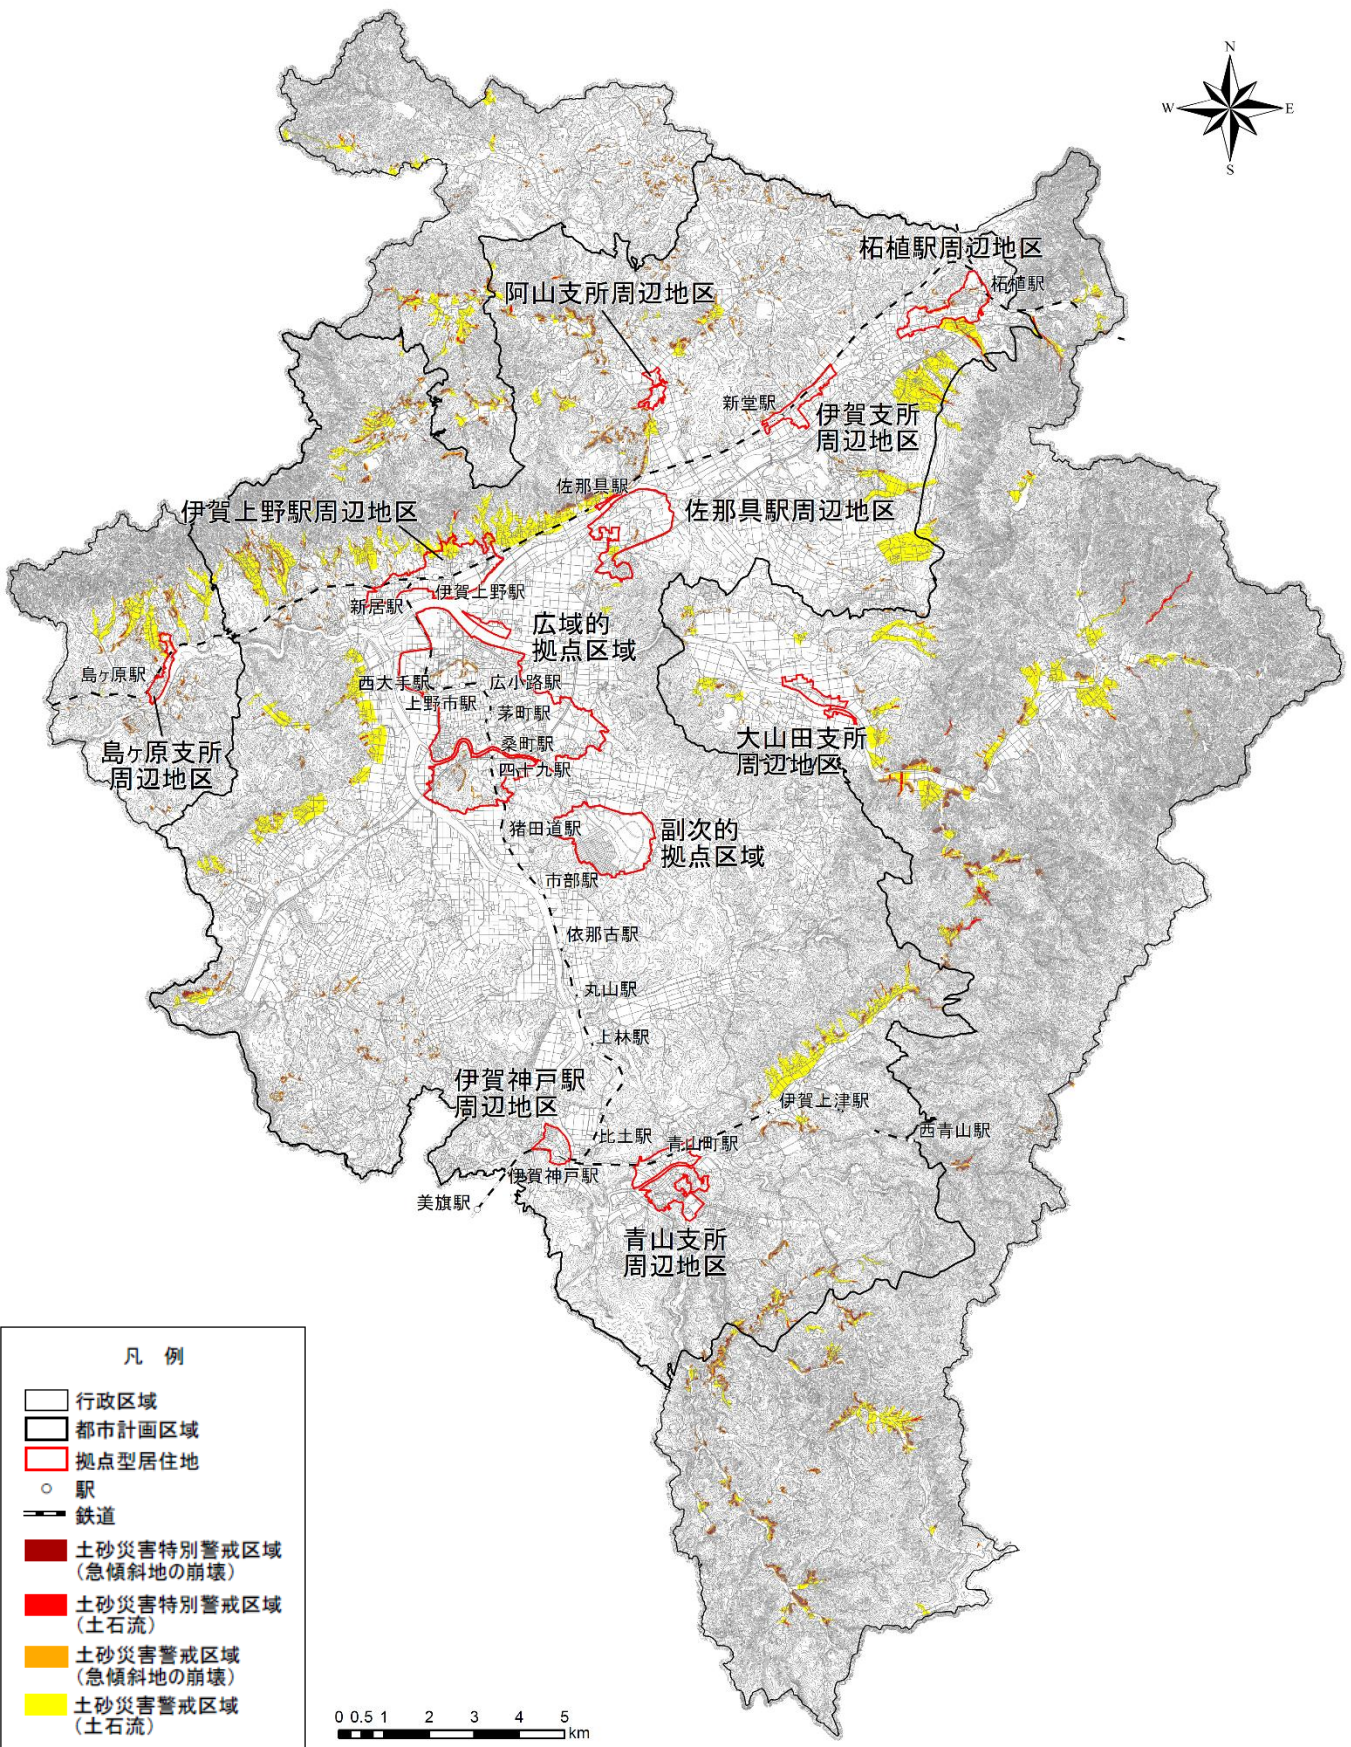 N
W
E
S
柘植駅周辺地区
柘植駅
阿山支所周辺地区
新堂駅
伊賀支所
周辺地区
佐那具駅
佐那具駅周辺地区
伊賀上野駅周辺地区
伊賀上野駅
新居駅
広域的
拠点区域
島ヶ原駅
西大手駅
広小路駅
上野市駅
茅町駅
桑町駅
四十九駅
島ヶ原支所
周辺地区
大山田支所
周辺地区
猪田道駅
副次的
拠点区域
市部駅
依那古駅
丸山駅
上林駅
伊賀神戸駅
周辺地区
伊賀上津駅
比土駅
青山町駅
西青山駅
伊賀神戸駅
美旗駅
青山支所
周辺地区
凡 例
行政区域
都市計画区域
拠点型居住地
駅
鉄道
土砂災害特別警戒区域
(急傾斜地の崩壊)
土砂災害特別警戒区域
(土石流)
土砂災害警戒区域
(急傾斜地の崩壊)
土砂災害警戒区域
(土石流)
0 0.5 1 2 3 4 5
km